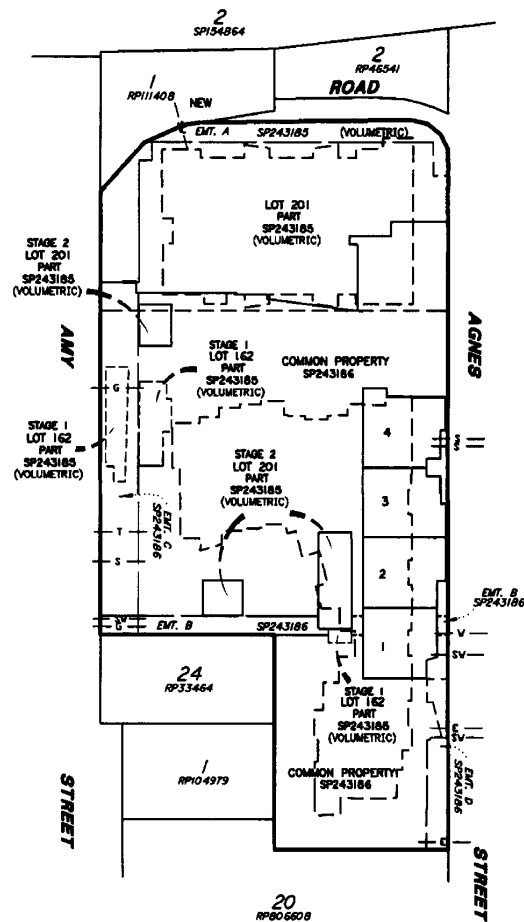 2
SP154864
2
RP46541
1
RP111408
NEW
ROAD
EMT. A
SP243185
(VOLUMETRIC)
LOT 201
PART
SP243185
(VOLUMETRIC)
STAGE 2
LOT 201
PART
SP243185
(VOLUMETRIC)
AMY
AGNES
STAGE 1
LOT 162
PART
SP243185
(VOLUMETRIC)
COMMON PROPERTY
SP243186
G
STAGE 1
LOT 162
PART
SP243185
(VOLUMETRIC)
4
STAGE 2
LOT 201
PART
SP243185
(VOLUMETRIC)
3
EMT. C
SP243186
T
S
2
EMT. B
SP243186
SW
G
EMT. B
SP243186
W
1
SW
24
RP33464
STAGE 1
LOT 162
PART
SP243185
(VOLUMETRIC)
SW
1
RP104979
COMMON PROPERTY
SP243186
EMT. D
SP243186
STREET
STREET
20
RP806608